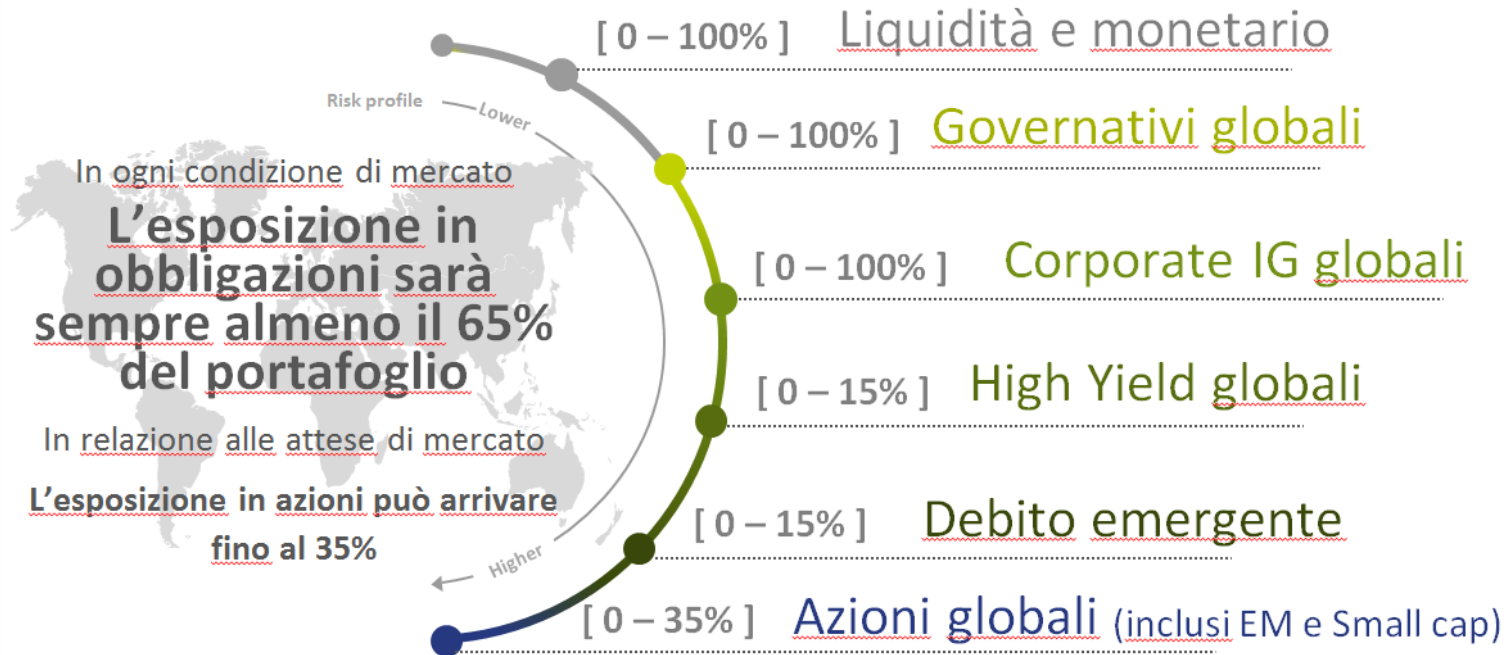 [ 0 – 100% ] Liquidità e monetario
Risk profile
Lower
[ 0 – 100% ] Governativi globali
In ogni condizione di mercato
L’esposizione in
obbligazioni sarà
sempre almeno il 65%
del portafoglio
[ 0 – 100% ] Corporate IG globali
[ 0 – 15% ] High Yield globali
In relazione alle attese di mercato
L’esposizione in azioni può arrivare
fino al 35%
[ 0 – 15% ] Debito emergente
Higher
[ 0 – 35% ] Azioni globali (inclusi EM e Small cap)